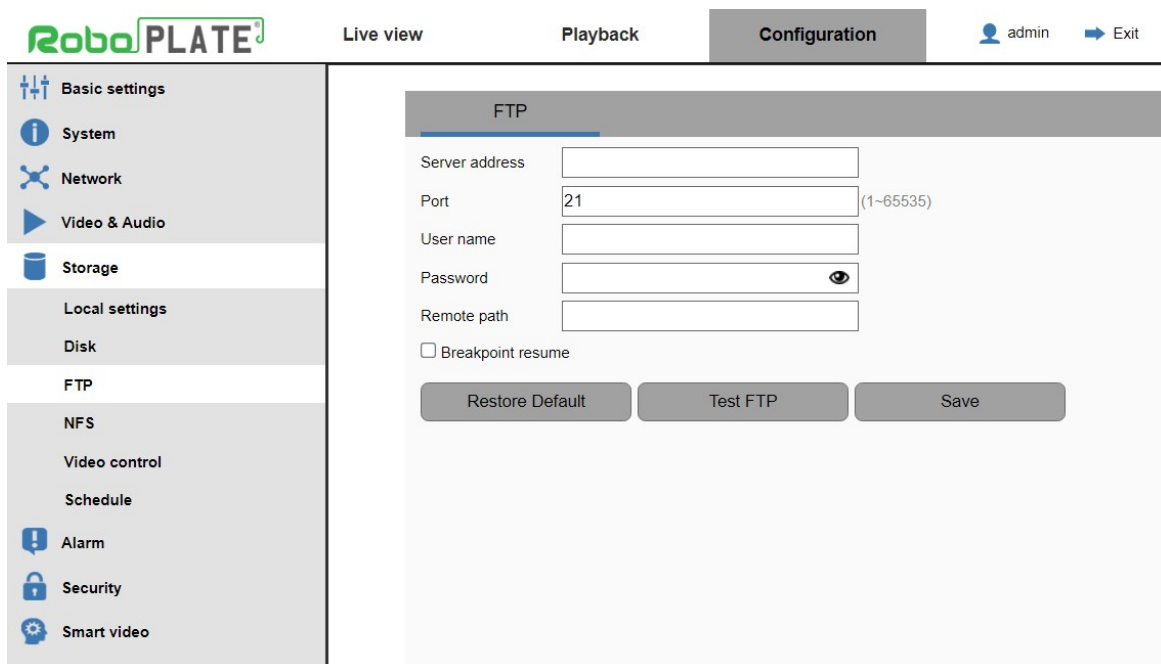 RoboPLATE®
Live view
Playback
Configuration
admin
Exit
Basic settings
System
Network
Video & Audio
Storage
Local settings
Disk
FTP
NFS
Video control
Schedule
Alarm
Security
Smart video
FTP
Server address
Port 21 (1~65535)
User name
Password
Remote path
Breakpoint resume
Restore Default
Test FTP
Save